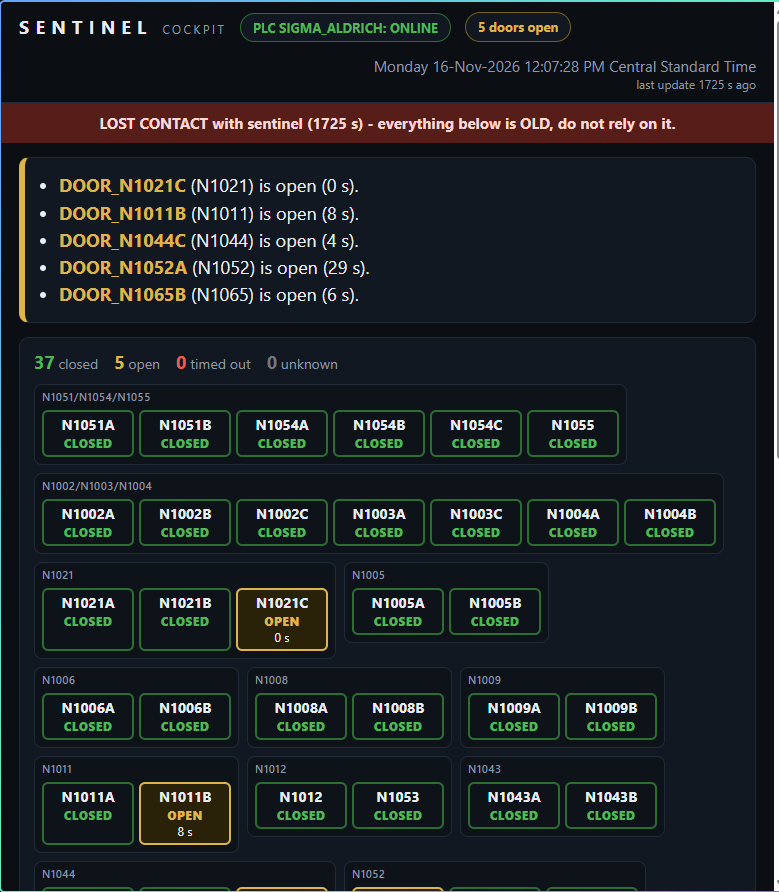 SENTINEL COCKPIT PLC SIGMA_ALDRICH: ONLINE 5 doors open
Monday 16-Nov-2026 12:07:28 PM Central Standard Time
last update 1725 s ago
LOST CONTACT with sentinel (1725 s) - everything below is OLD, do not rely on it.
• DOOR_N1021C (N1021) is open (0 s).
• DOOR_N1011B (N1011) is open (8 s).
• DOOR_N1044C (N1044) is open (4 s).
• DOOR_N1052A (N1052) is open (29 s).
• DOOR_N1065B (N1065) is open (6 s).
37 closed 5 open 0 timed out 0 unknown
N1051/N1054/N1055
N1051A N1051B N1054A N1054B N1054C N1055
CLOSED CLOSED CLOSED CLOSED CLOSED CLOSED
N1002/N1003/N1004
N1002A N1002B N1002C N1003A N1003C N1004A N1004B
CLOSED CLOSED CLOSED CLOSED CLOSED CLOSED CLOSED
N1021 N1005
N1021A N1021B N1021C N1005A N1005B
CLOSED CLOSED OPEN CLOSED CLOSED
0 s
N1006 N1008 N1009
N1006A N1006B N1008A N1008B N1009A N1009B
CLOSED CLOSED CLOSED CLOSED CLOSED CLOSED
N1011 N1012 N1043
N1011A N1011B N1012 N1053 N1043A N1043B
CLOSED OPEN CLOSED CLOSED CLOSED CLOSED
8 s
N1044 N1052